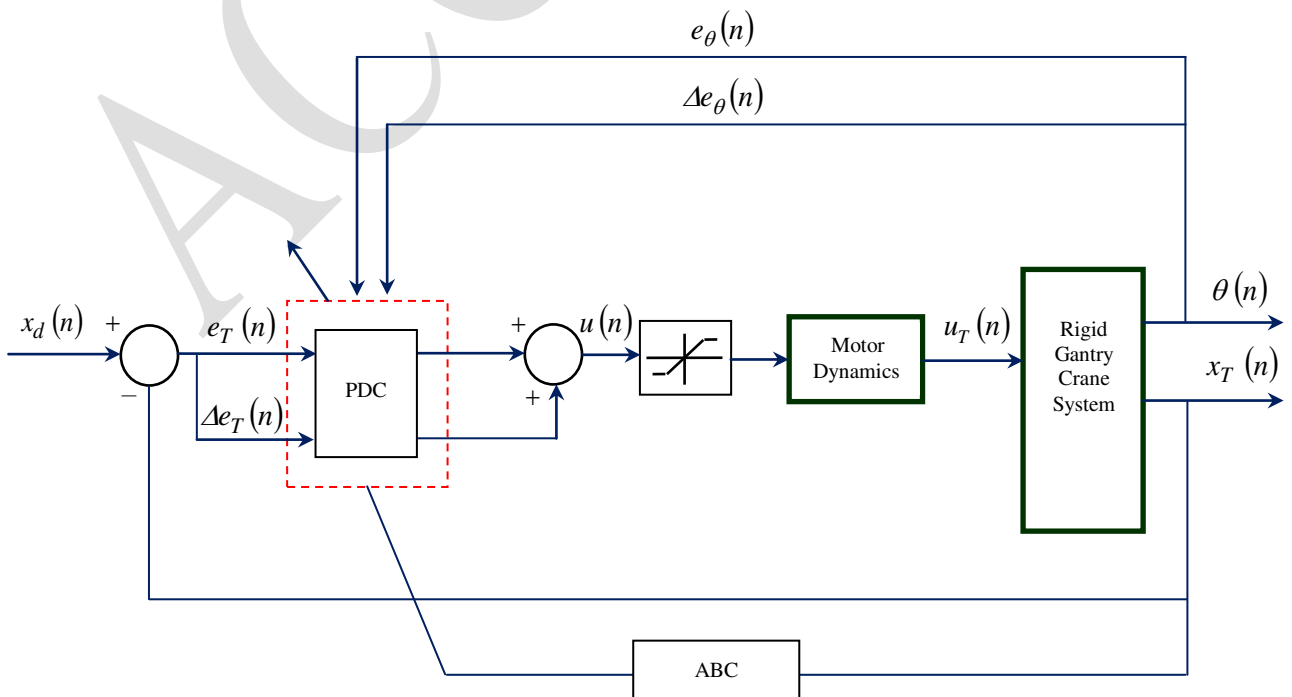 e_θ(n)
Δe_θ(n)
x_d(n)
+
−
e_T(n)
Δe_T(n)
PDC
+
+
u(n)
Motor
Dynamics
u_T(n)
Rigid
Gantry
Crane
System
θ(n)
x_T(n)
ABC